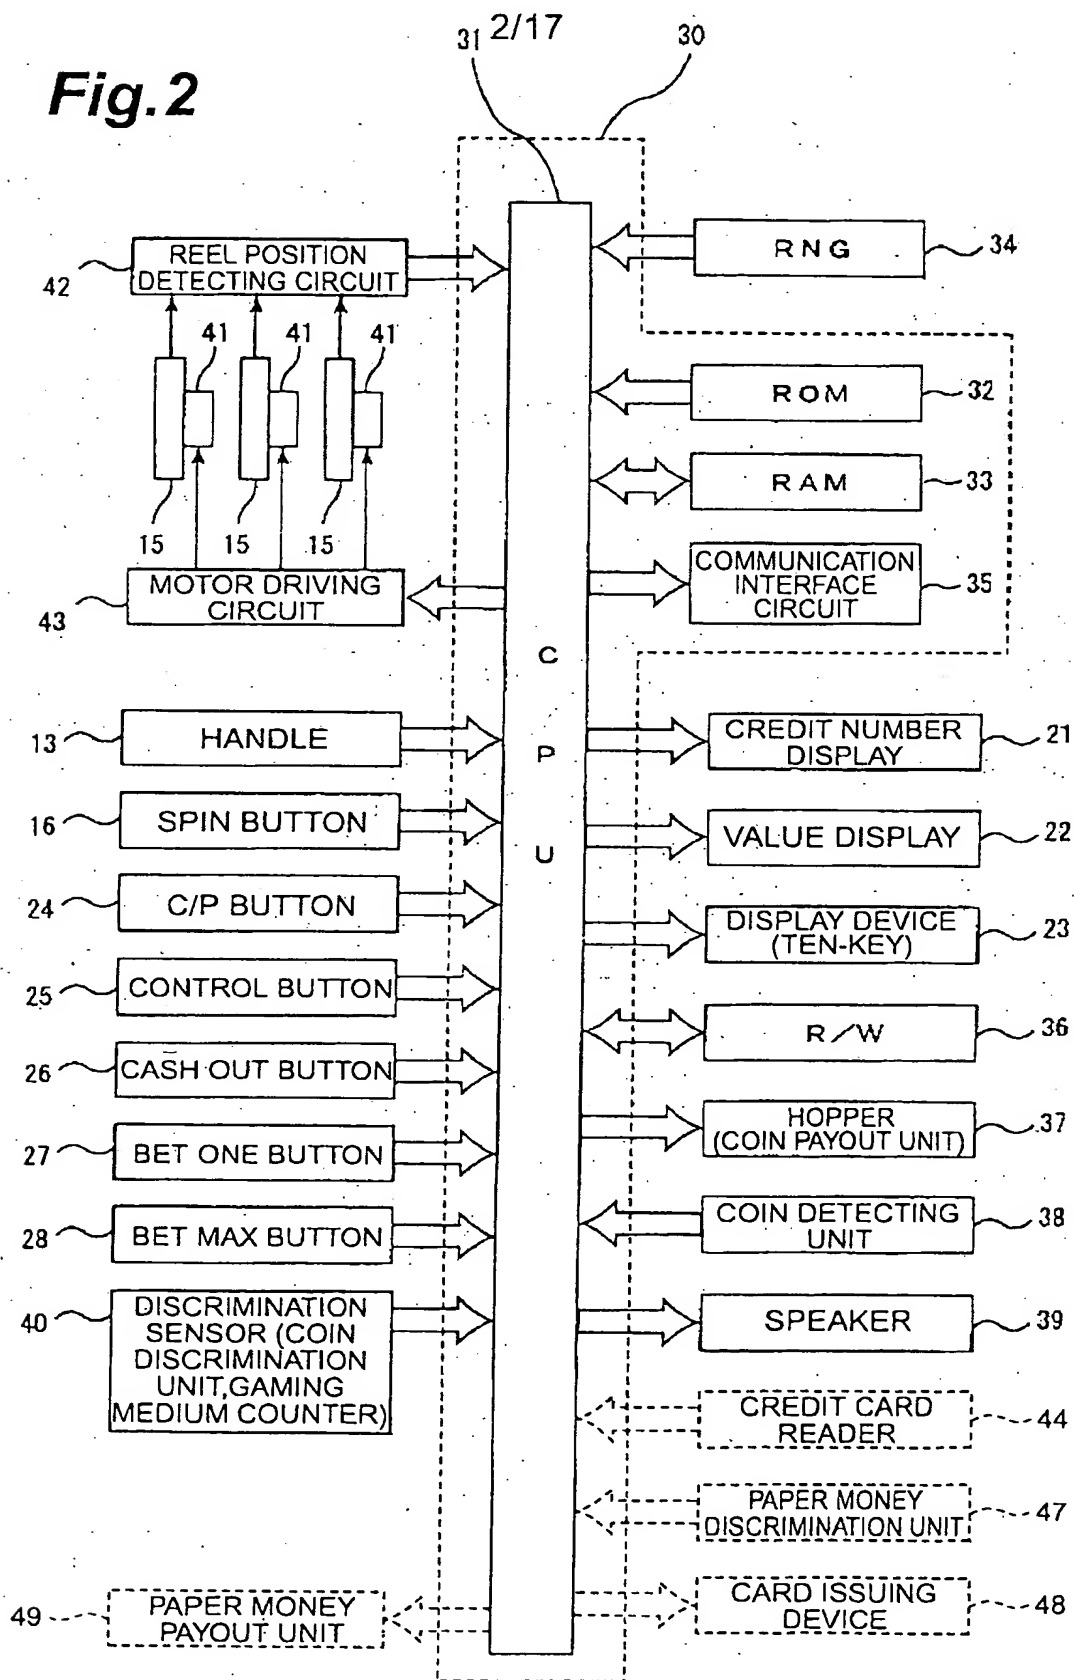 2/17
Fig.2
31
30
REEL POSITION
DETECTING CIRCUIT
42
41
41
41
15
15
15
MOTOR DRIVING
CIRCUIT
43
HANDLE
13
SPIN BUTTON
16
C/P BUTTON
24
CONTROL BUTTON
25
CASH OUT BUTTON
26
BET ONE BUTTON
27
BET MAX BUTTON
28
DISCRIMINATION
SENSOR (COIN
DISCRIMINATION
UNIT,GAMING
MEDIUM COUNTER)
40
PAPER MONEY
PAYOUT UNIT
49
C
P
U
RNG
34
ROM
32
RAM
33
COMMUNICATION
INTERFACE
CIRCUIT
35
CREDIT NUMBER
DISPLAY
21
VALUE DISPLAY
22
DISPLAY DEVICE
(TEN-KEY)
23
R/W
36
HOPPER
(COIN PAYOUT UNIT)
37
COIN DETECTING
UNIT
38
SPEAKER
39
CREDIT CARD
READER
44
PAPER MONEY
DISCRIMINATION UNIT
47
CARD ISSUING
DEVICE
48